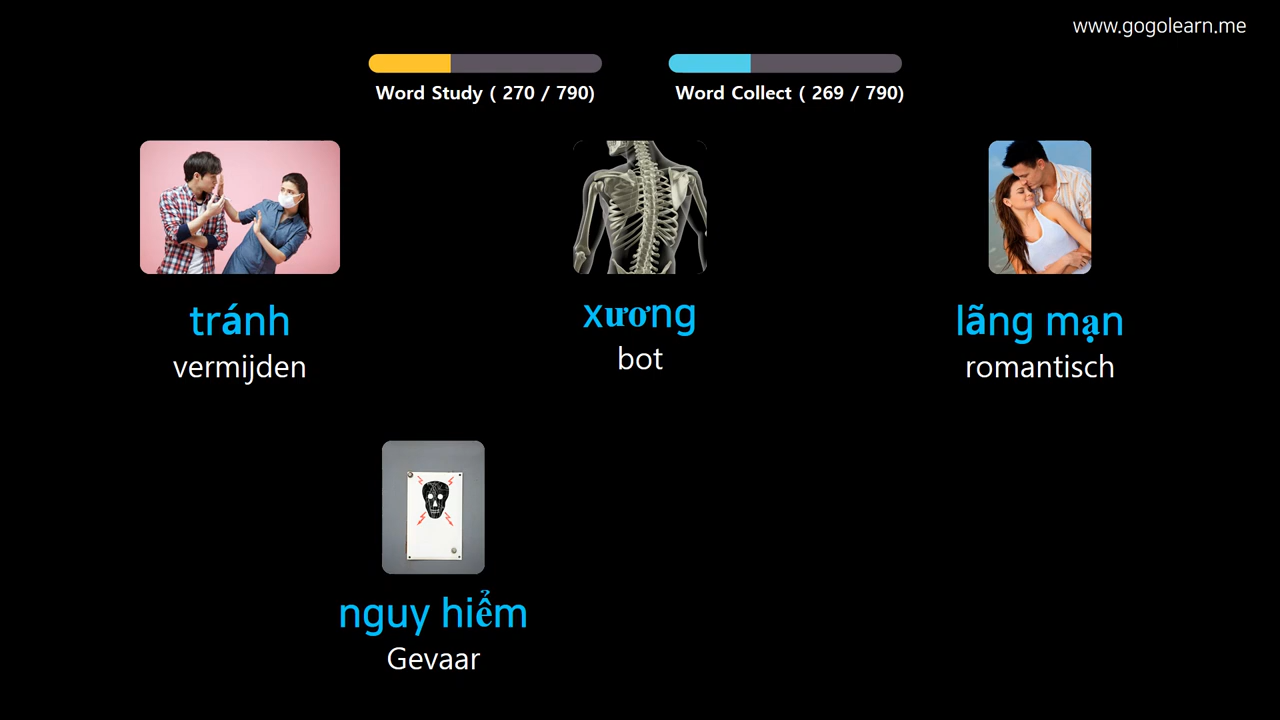 www.gogolearn.me
Word Study ( 270 / 790)
Word Collect ( 269 / 790)
tránh
vermijden
xương
bot
lãng mạn
romantisch
nguy hiểm
Gevaar